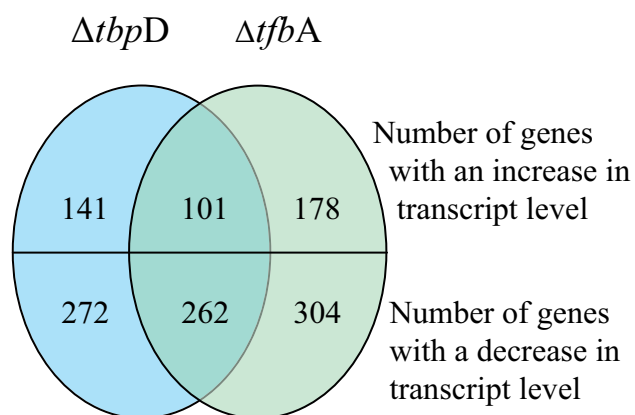 ΔtbpD ΔtfbA
Number of genes
with an increase in
transcript level
141 101 178
272 262 304
Number of genes
with a decrease in
transcript level